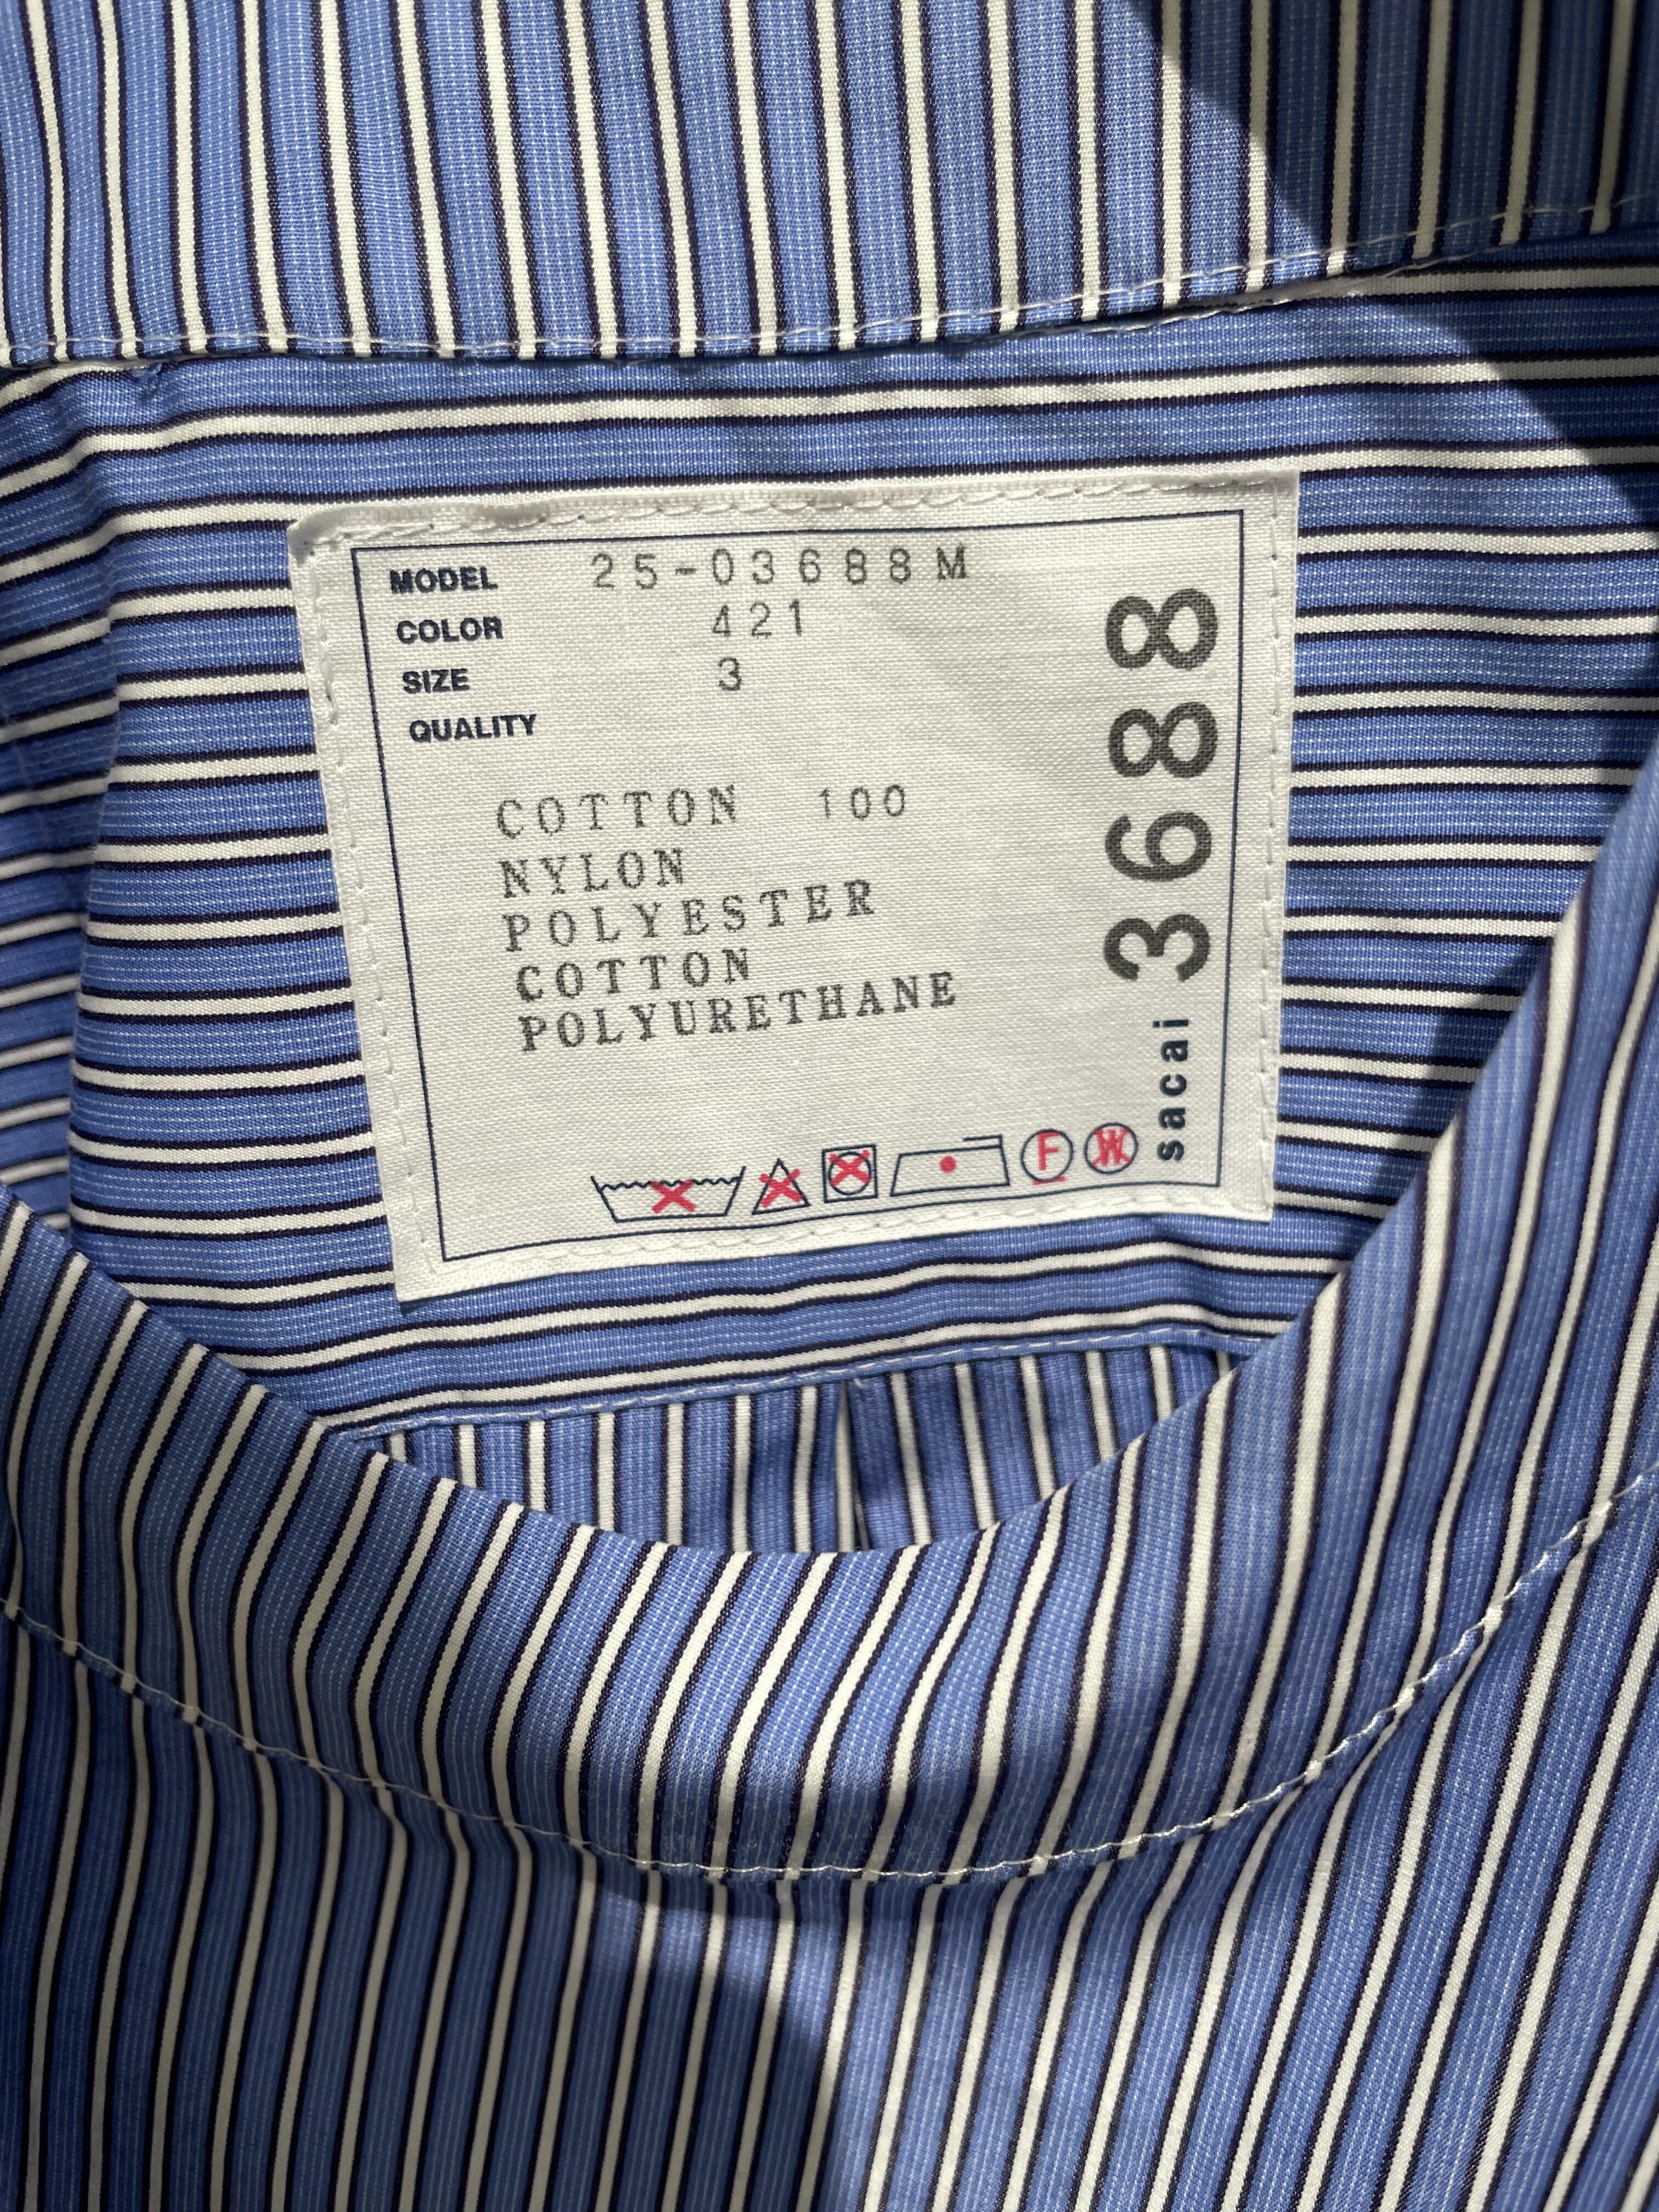 MODEL 25-03688M
COLOR 421
SIZE 3
QUALITY
COTTON 100
NYLON
POLYESTER
COTTON
POLYURETHANE
F
W
sacai 3688